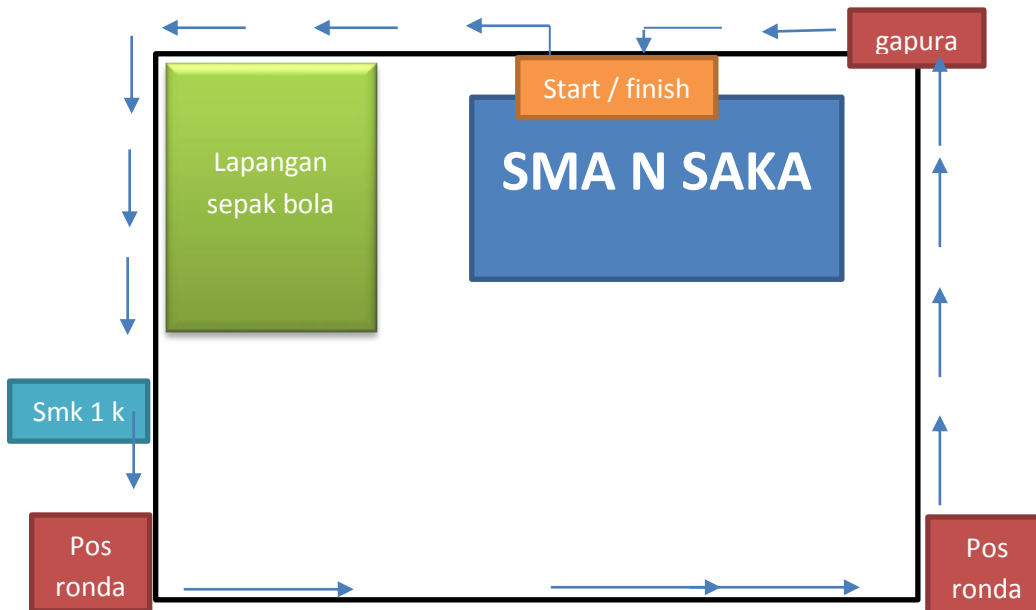 gapura
Start / finish
SMA N SAKA
Lapangan
sepak bola
Smk 1 k
Pos
ronda
Pos
ronda